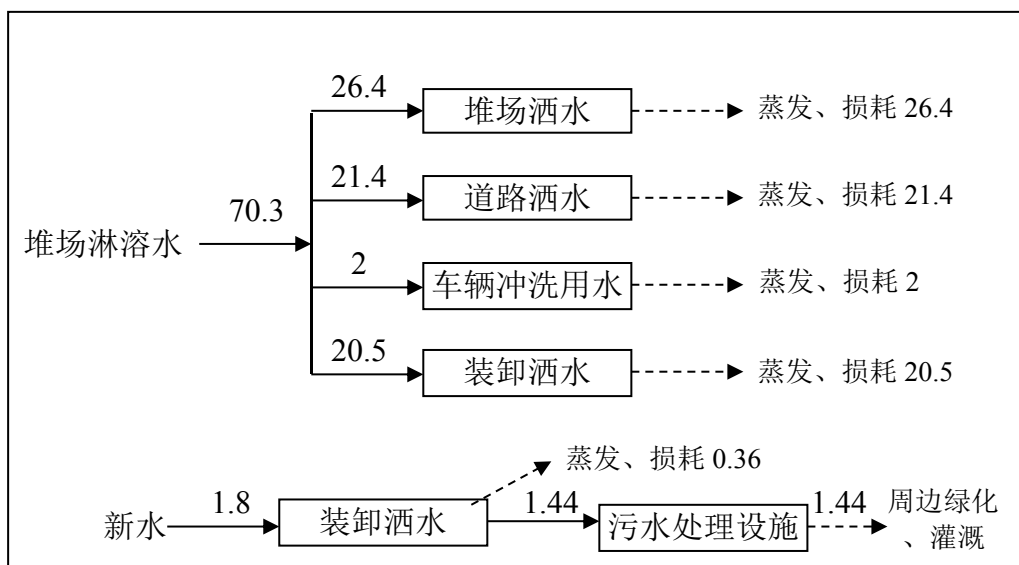 26.4
堆场洒水
蒸发、损耗 26.4
21.4
道路洒水
蒸发、损耗 21.4
堆场淋溶水
70.3
2
车辆冲洗用水
蒸发、损耗 2
20.5
装卸洒水
蒸发、损耗 20.5
蒸发、损耗 0.36
新水
1.8
装卸洒水
1.44
污水处理设施
1.44
周边绿化
、灌溉